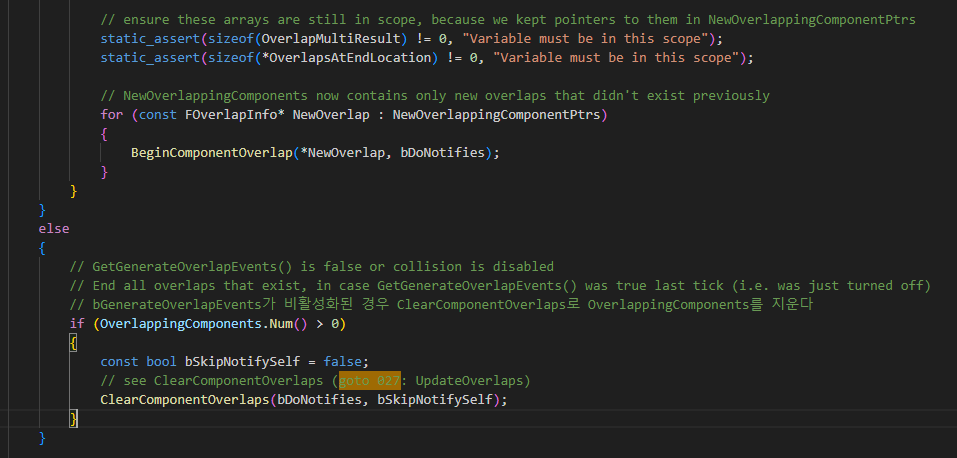 // ensure these arrays are still in scope, because we kept pointers to them in NewOverlappingComponentPtrs
static_assert(sizeof(OverlapMultiResult) != 0, "Variable must be in this scope");
static_assert(sizeof(*OverlapsAtEndLocation) != 0, "Variable must be in this scope");
// NewOverlappingComponents now contains only new overlaps that didn't exist previously
for (const FOverlapInfo* NewOverlap : NewOverlappingComponentPtrs)
{
BeginComponentOverlap(*NewOverlap, bDoNotifies);
}
}
}
else
{
// GetGenerateOverlapEvents() is false or collision is disabled
// End all overlaps that exist, in case GetGenerateOverlapEvents() was true last tick (i.e. was just turned off)
// bGenerateOverlapEvents가 비활성화된 경우 ClearComponentOverlaps로 OverlappingComponents를 지운다
if (OverlappingComponents.Num() > 0)
{
const bool bSkipNotifySelf = false;
// see ClearComponentOverlaps (goto 027: UpdateOverlaps)
ClearComponentOverlaps(bDoNotifies, bSkipNotifySelf);
}
}